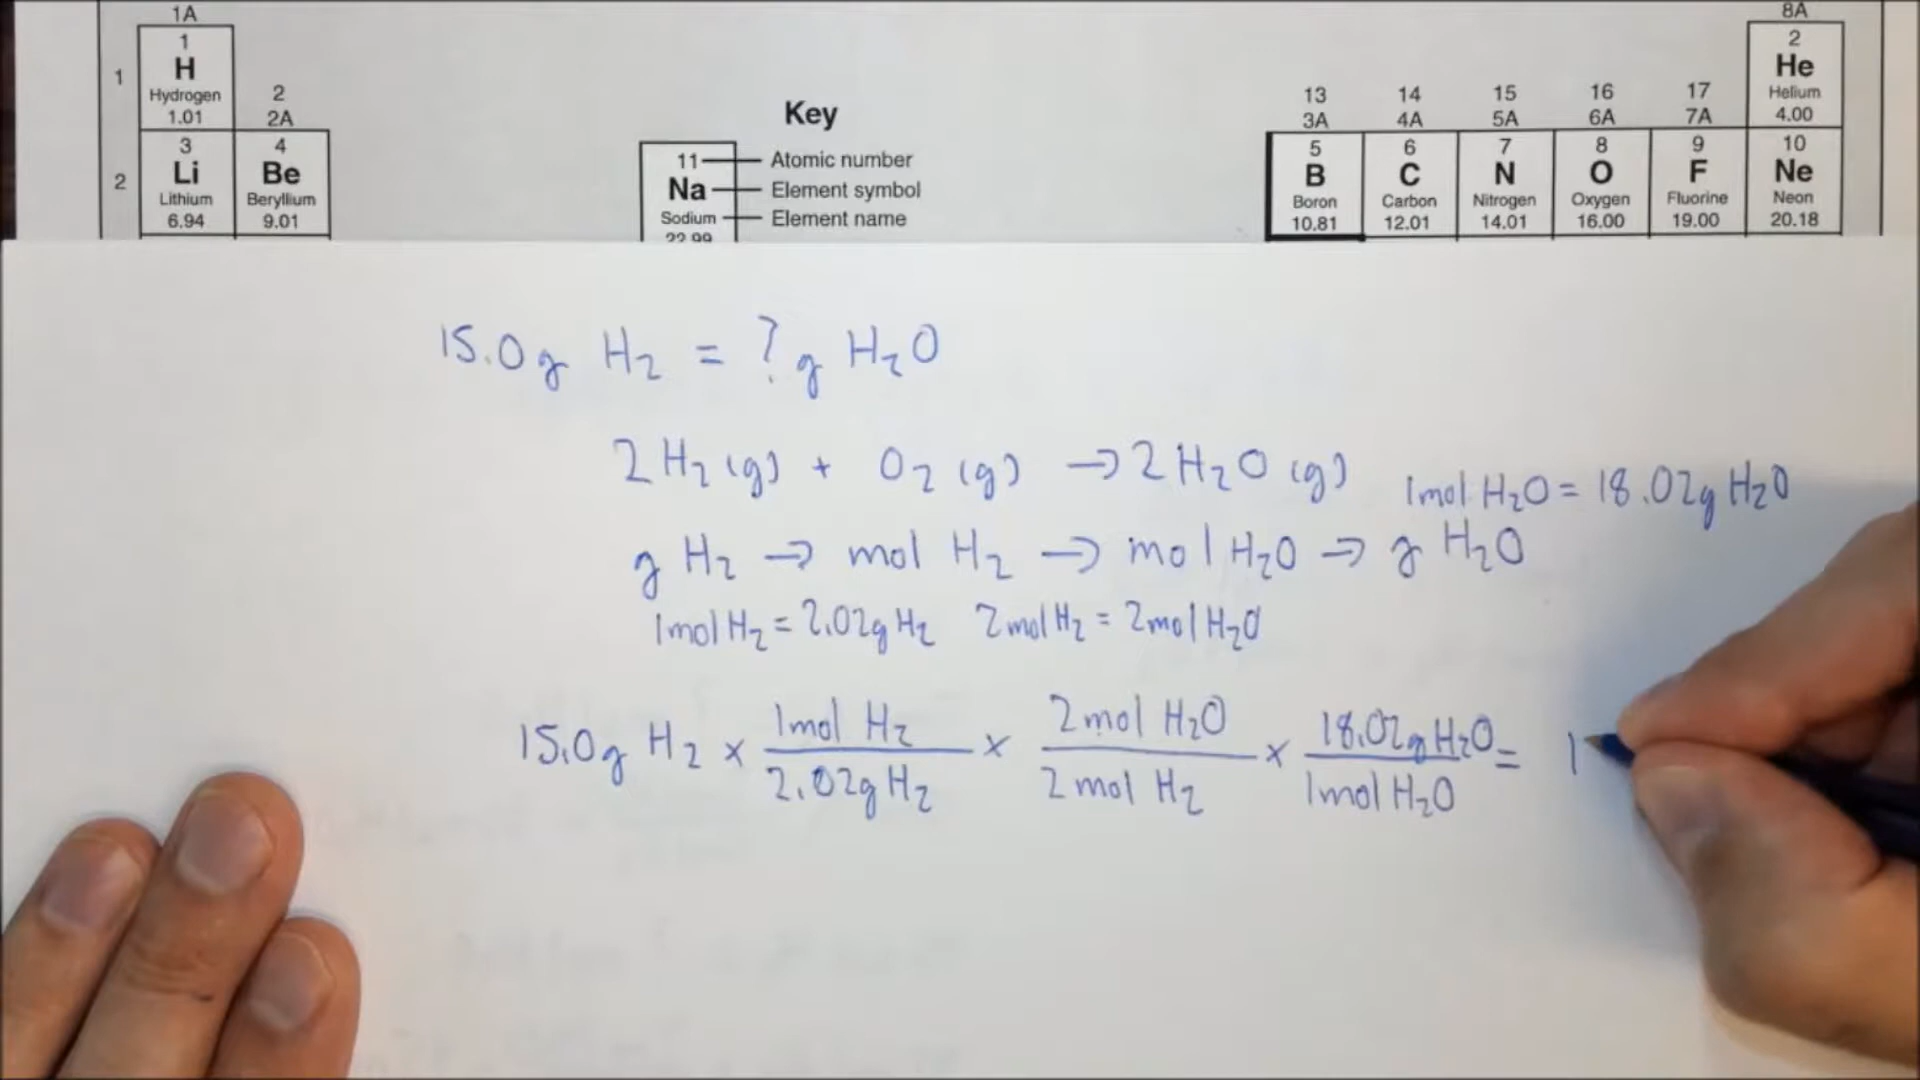 1A 8A
1 2
H He
1 Hydrogen 2 13 14 15 16 17 Helium
1.01 2A Key 3A 4A 5A 6A 7A 4.00
3 4 11 Atomic number 5 6 7 8 9 10
2 Li Be Na Element symbol B C N O F Ne
Lithium Beryllium Sodium Element name Boron Carbon Nitrogen Oxygen Fluorine Neon
6.94 9.01 22.99 10.81 12.01 14.01 16.00 19.00 20.18
15.0g H₂ = ? g H₂O
2H₂(g) + O₂(g) → 2H₂O(g)
1mol H₂O = 18.02g H₂O
g H₂ → mol H₂ → mol H₂O → g H₂O
1mol H₂ = 2.02g H₂ 2mol H₂ = 2mol H₂O
1mol H₂ 2mol H₂O 18.02g H₂O
15.0g H₂ × × × = 1
2.02g H₂ 2 mol H₂ 1mol H₂O